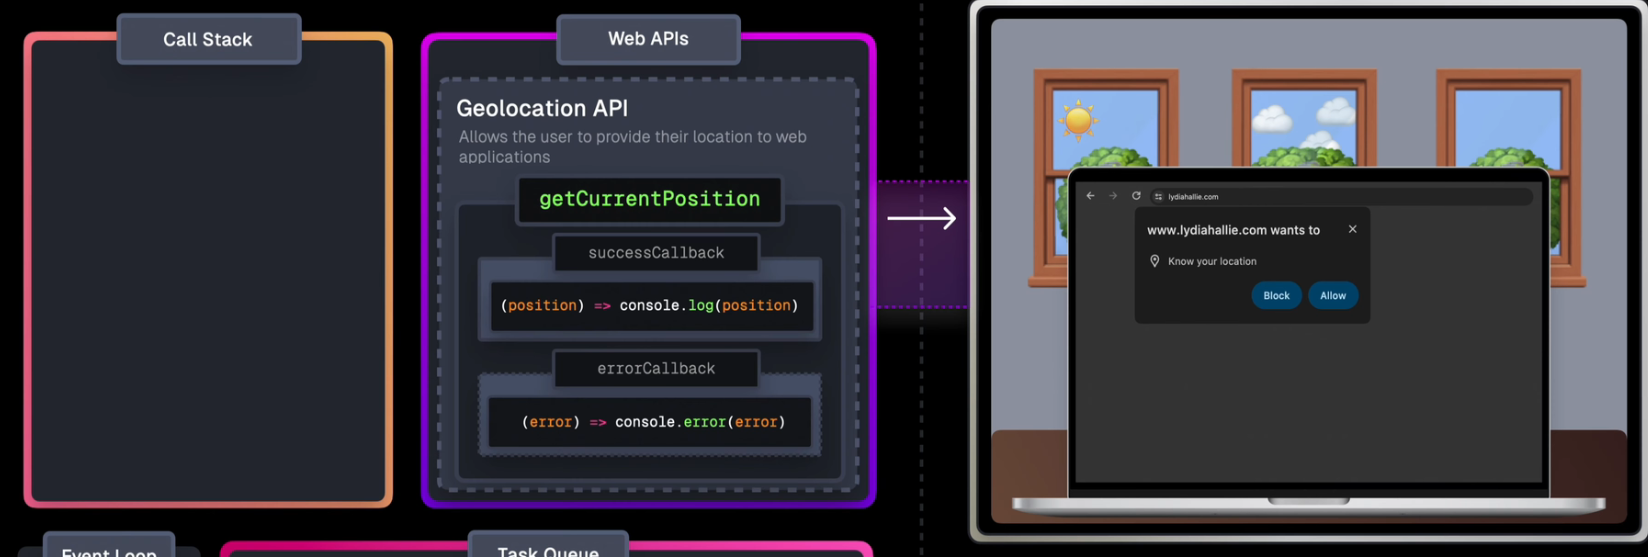 Call Stack
Web APIs
Geolocation API
Allows the user to provide their location to web
applications
getCurrentPosition
successCallback
(position) => console.log(position)
errorCallback
(error) => console.error(error)
lydiahallie.com
www.lydiahallie.com wants to
Know your location
Block
Allow
Event Loop
Task Queue